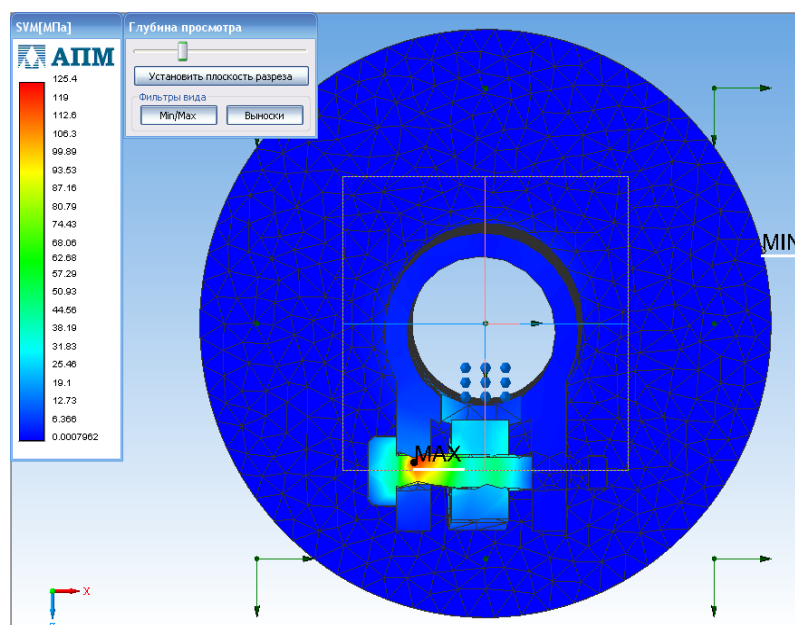 SVM[МПа]
АПМ
125.4
119
112.6
106.3
99.89
93.53
87.16
80.79
74.43
68.06
62.68
57.29
50.93
44.56
38.19
31.83
25.46
19.1
12.73
6.366
0.0007962
Глубина просмотра
Установить плоскость разреза
Фильтры вида
Min/Max
Выноски
MIN
MAX
X